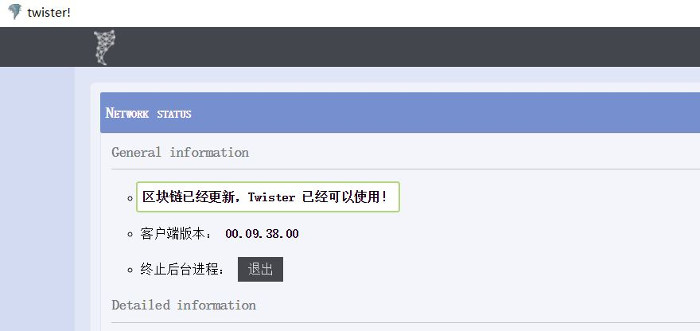 twister!
Network status
General information
区块链已经更新，Twister 已经可以使用！
客户端版本： 00.09.38.00
终止后台进程： 退出
Detailed information